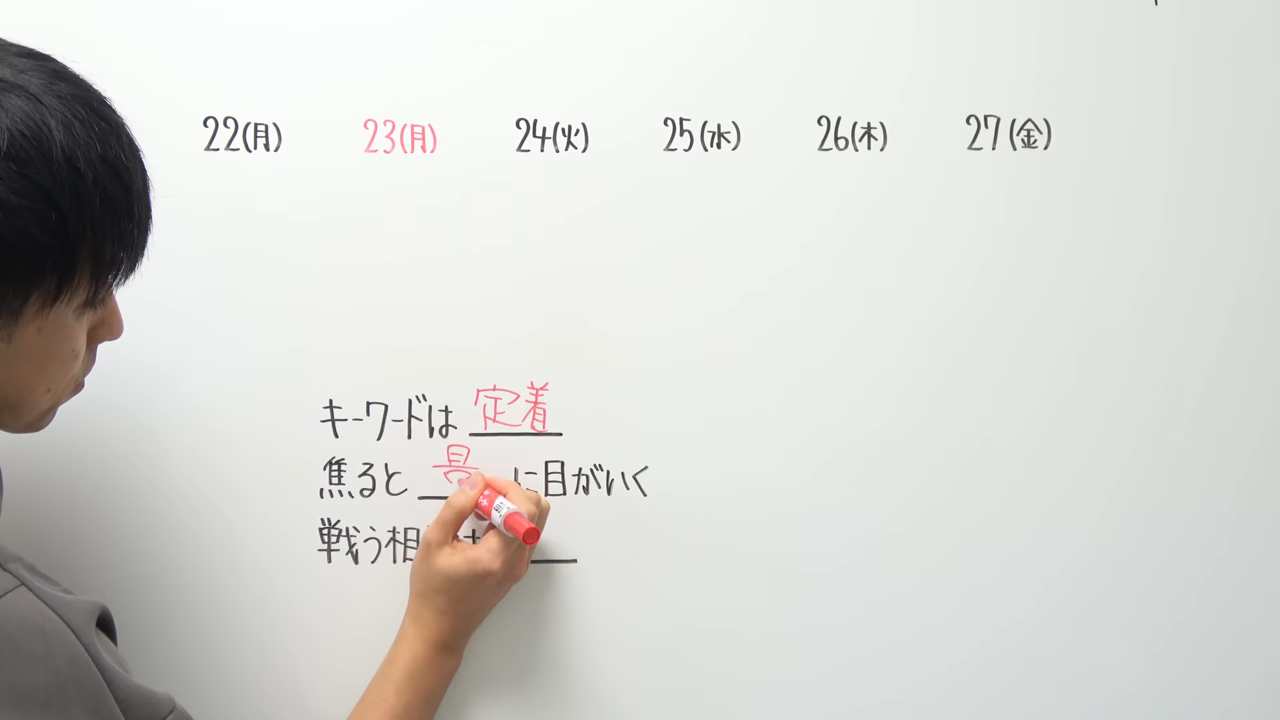 22(月) 23(月) 24(火) 25(水) 26(木) 27(金)
キーワードは 定着
焦ると に目がいく
戦う相